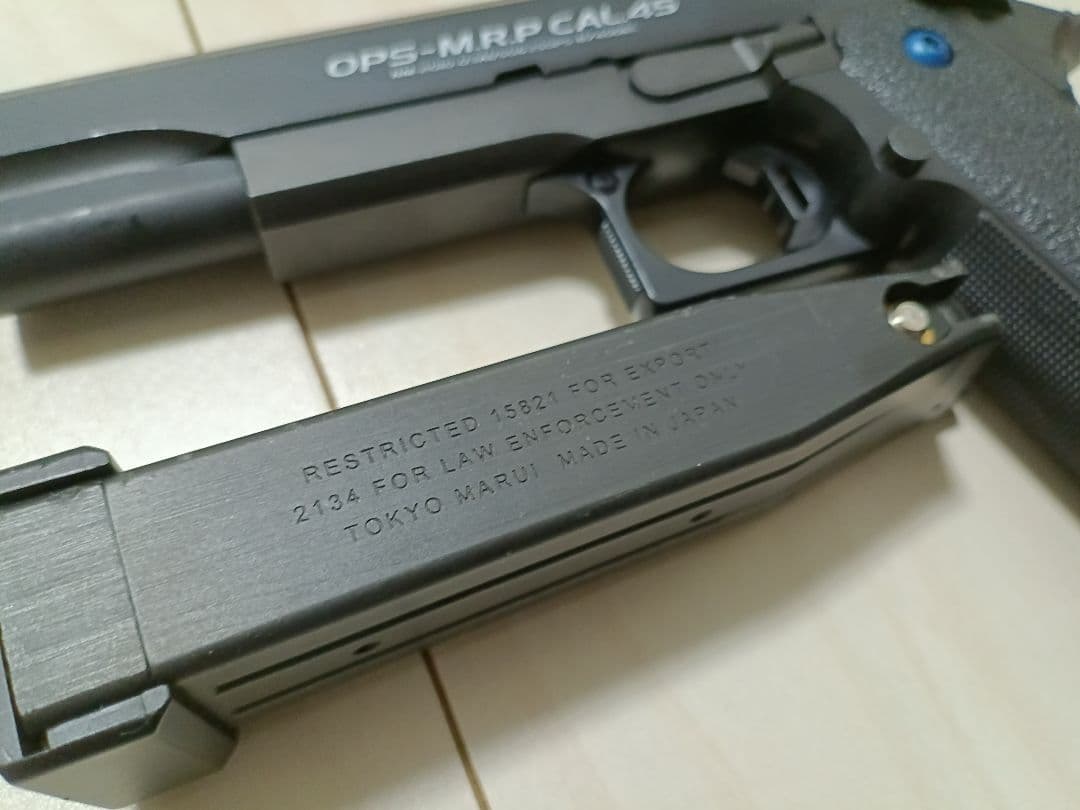 OPS-M.R.P CAL.45
RESTRICTED 15821 FOR EXPORT
2134 FOR LAW ENFORCEMENT ONLY
TOKYO MARUI MADE IN JAPAN